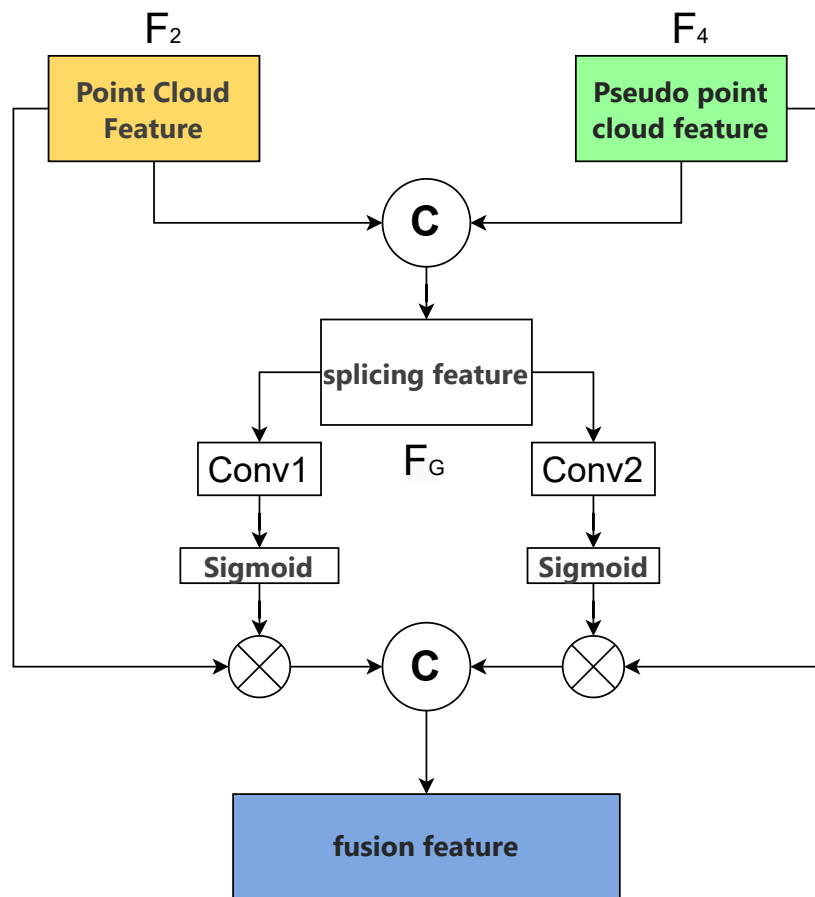 F2
F4
Point Cloud
Feature
Pseudo point
cloud feature
C
splicing feature
FG
Conv1
Conv2
Sigmoid
Sigmoid
C
fusion feature